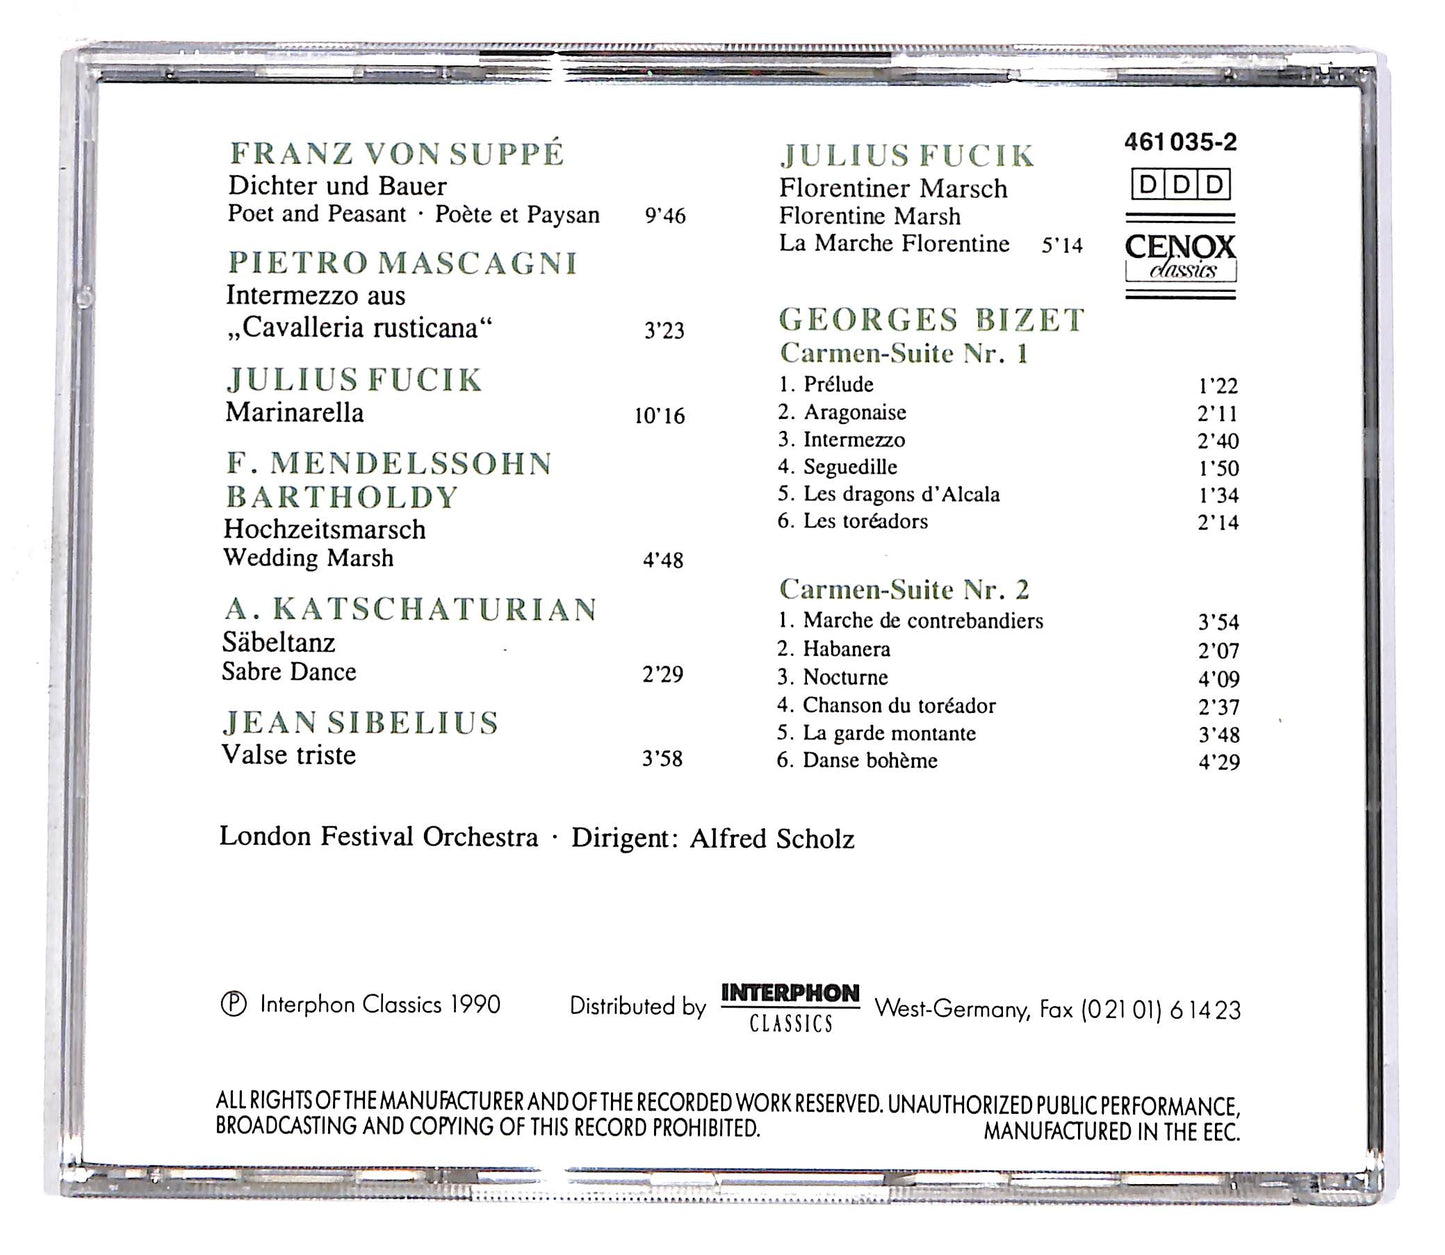 FRANZ VON SUPPÉ
Dichter und Bauer
Poet and Peasant · Poète et Paysan 9'46
PIETRO MASCAGNI
Intermezzo aus
„Cavalleria rusticana“ 3'23
JULIUS FUCIK
Marinarella 10'16
F. MENDELSSOHN
BARTHOLDY
Hochzeitsmarsch
Wedding Marsh 4'48
A. KATSCHATURIAN
Säbeltanz
Sabre Dance 2'29
JEAN SIBELIUS
Valse triste 3'58
JULIUS FUCIK
Florentiner Marsch
Florentine Marsh
La Marche Florentine 5'14
461 035-2
D D D
CENOX
classics
GEORGES BIZET
Carmen-Suite Nr. 1
1. Prélude 1'22
2. Aragonaise 2'11
3. Intermezzo 2'40
4. Seguedille 1'50
5. Les dragons d'Alcala 1'34
6. Les toréadors 2'14
Carmen-Suite Nr. 2
1. Marche de contrebandiers 3'54
2. Habanera 2'07
3. Nocturne 4'09
4. Chanson du toréador 2'37
5. La garde montante 3'48
6. Danse bohème 4'29
London Festival Orchestra · Dirigent: Alfred Scholz
Ⓟ Interphon Classics 1990 Distributed by INTERPHON CLASSICS West-Germany, Fax (0 21 01) 6 14 23
ALL RIGHTS OF THE MANUFACTURER AND OF THE RECORDED WORK RESERVED. UNAUTHORIZED PUBLIC PERFORMANCE,
BROADCASTING AND COPYING OF THIS RECORD PROHIBITED. MANUFACTURED IN THE EEC.